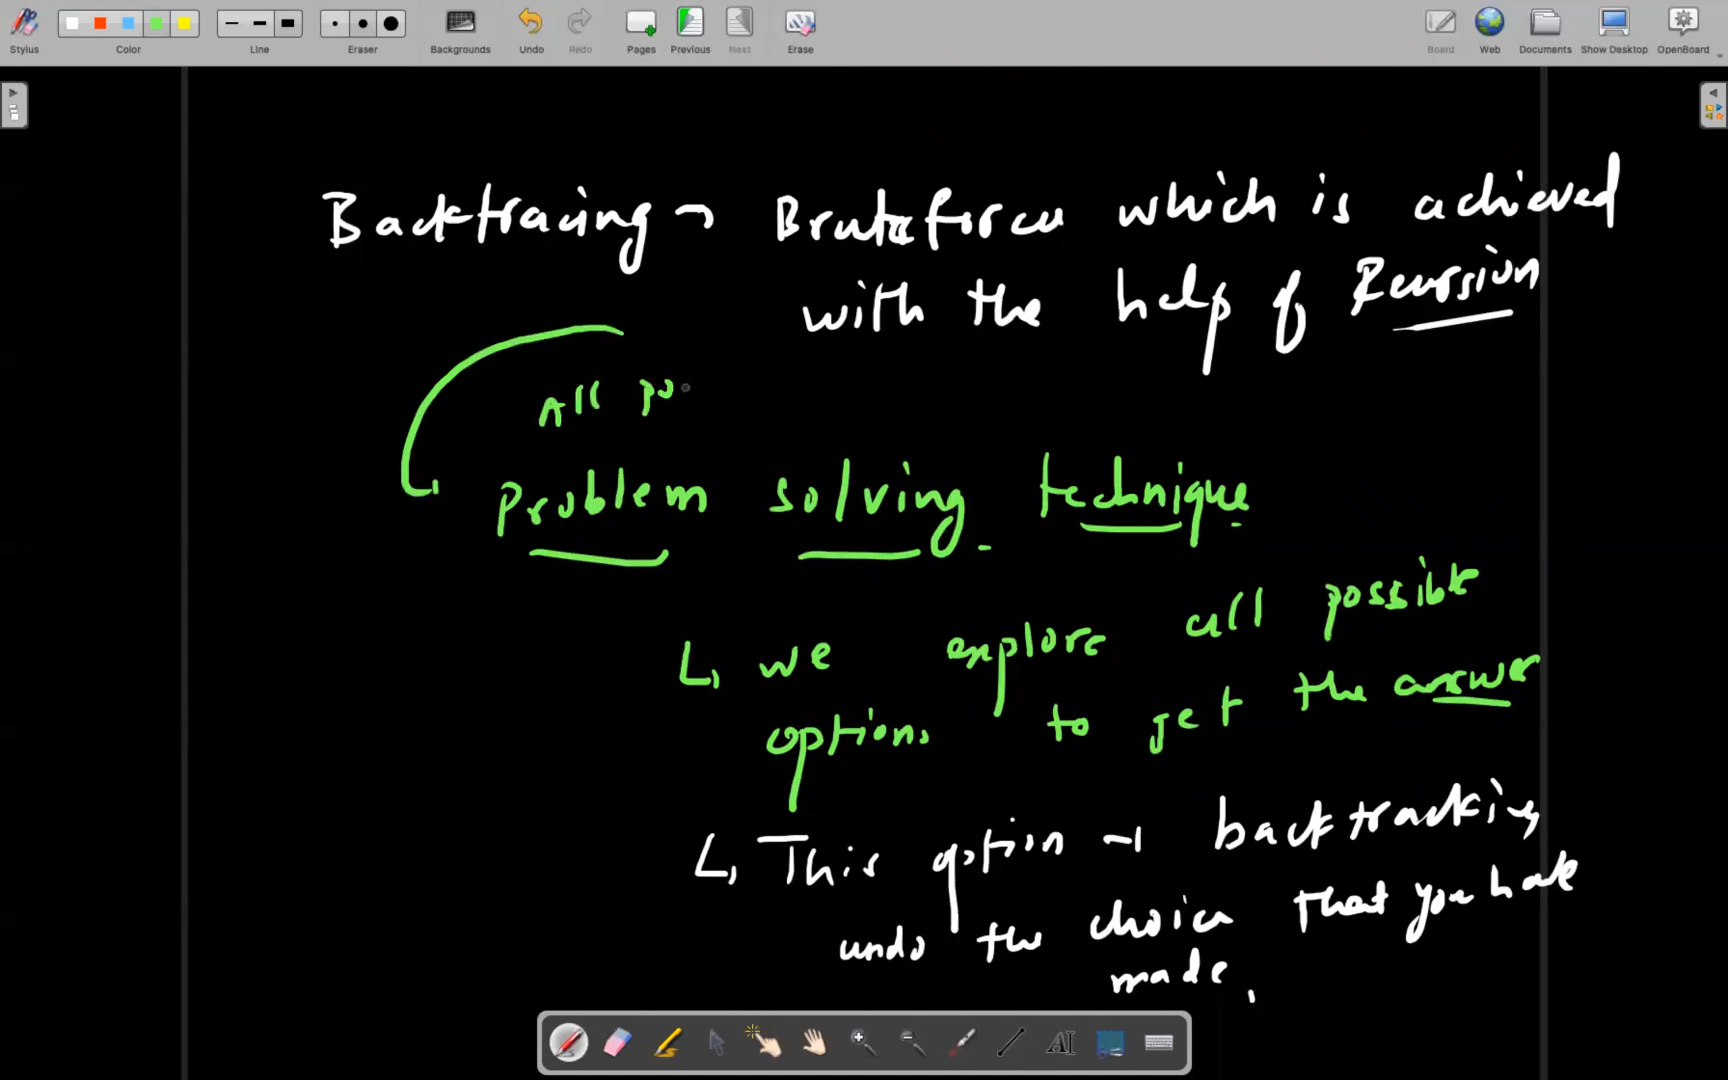 Stylus Color Line Eraser Backgrounds Undo Redo Pages Previous Next Erase Board Web Documents Show Desktop OpenBoard
Backtracing → Bruteforce which is achieved
with the help of Recussion
All po
problem solving technique
↳ we explore all possible
options to get the answer
↳ This option → backtracking
undo the choice that you have
made.